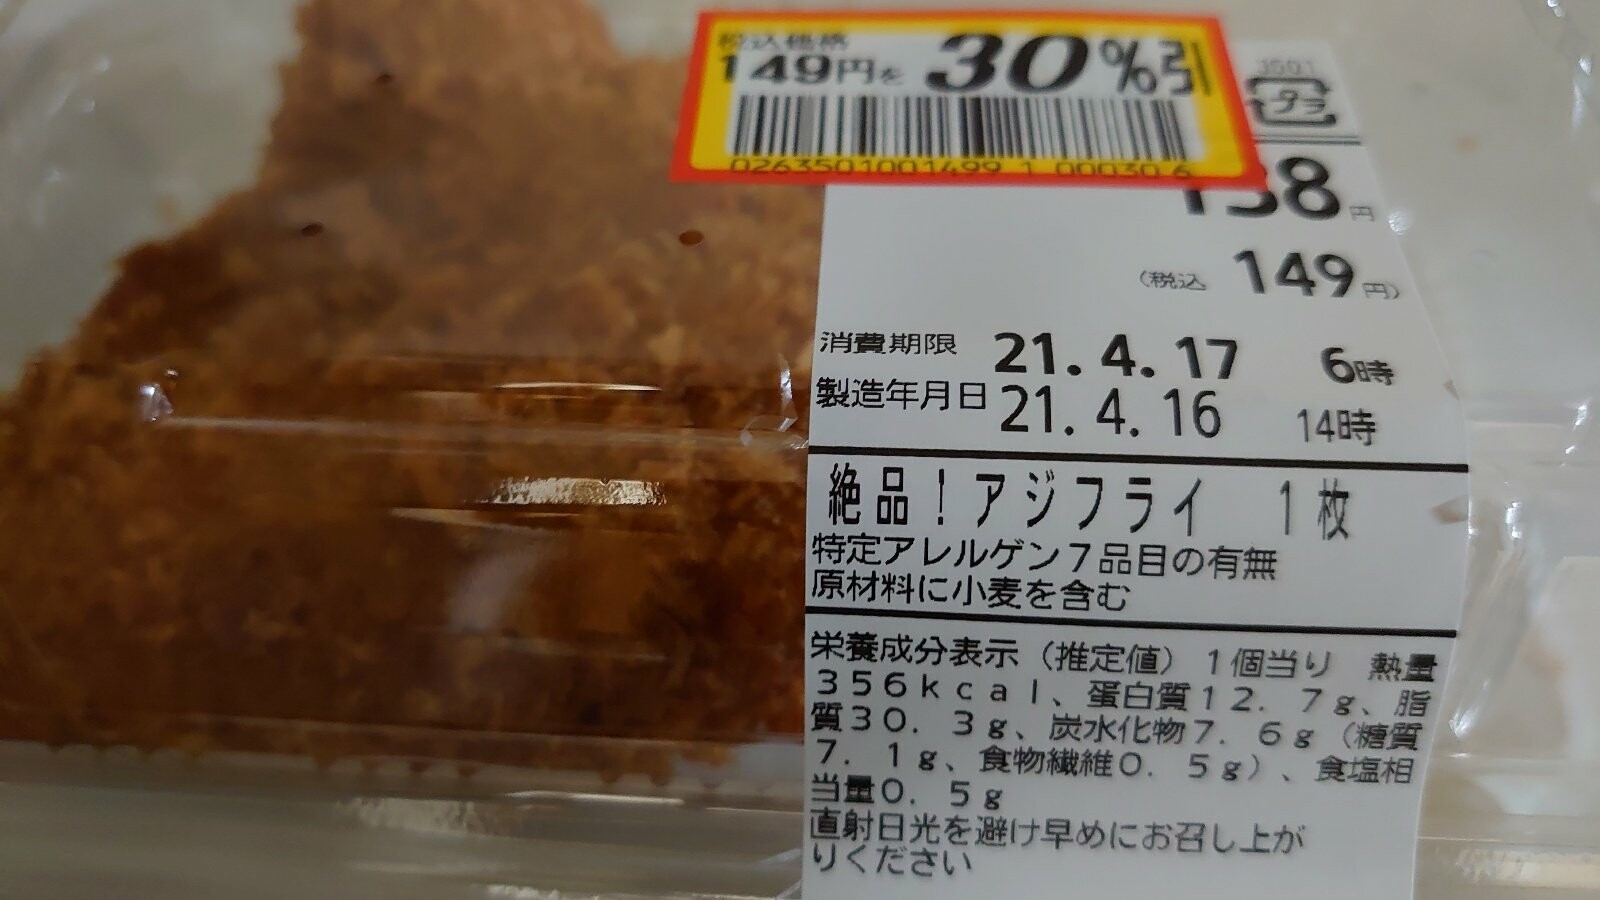 税込価格
149円を 30%引
02635010014991000306
3501
プラ
138円
(税込 149円)
消費期限 21.4.17 6時
製造年月日 21.4.16 14時
絶品!アジフライ 1枚
特定アレルゲン7品目の有無
原材料に小麦を含む
栄養成分表示(推定値)1個当り 熱量
356kcal、蛋白質12.7g、脂
質30.3g、炭水化物7.6g(糖質
7.1g、食物繊維0.5g)、食塩相
当量0.5g
直射日光を避け早めにお召し上が
りください